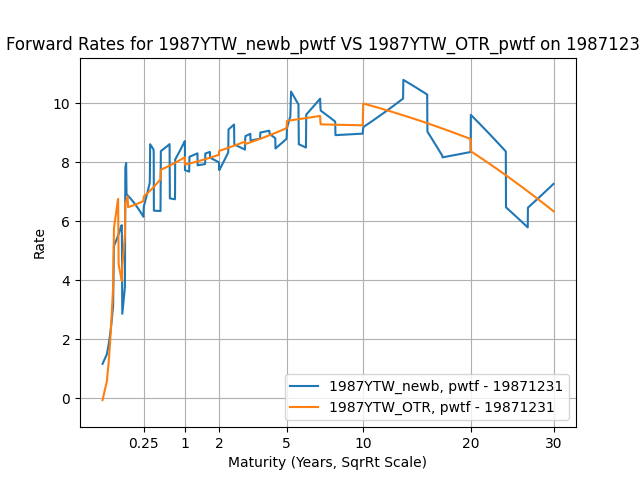 Forward Rates for 1987YTW_newb_pwtf VS 1987YTW_OTR_pwtf on 1987123
10
8
6
4
2
0
Rate
0.25 1 2 5 10 20 30
Maturity (Years, SqrRt Scale)
1987YTW_newb, pwtf - 19871231
1987YTW_OTR, pwtf - 19871231